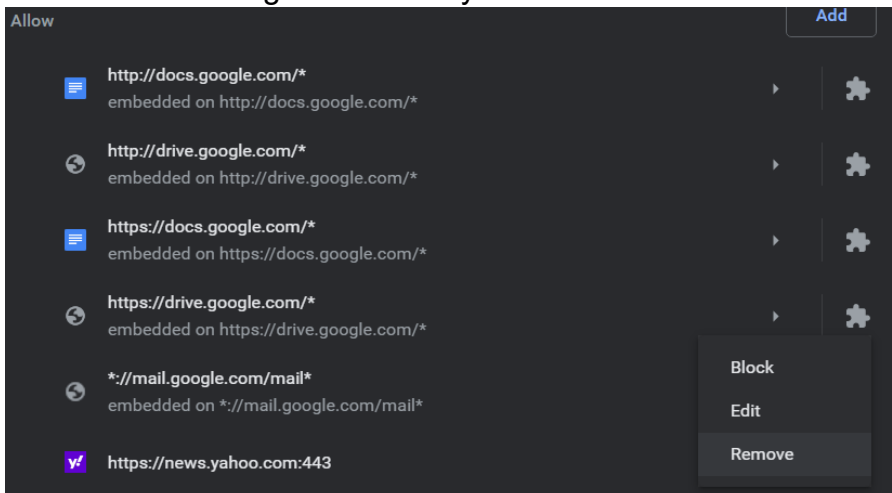 Allow
Add
http://docs.google.com/*
embedded on http://docs.google.com/*
http://drive.google.com/*
embedded on http://drive.google.com/*
https://docs.google.com/*
embedded on https://docs.google.com/*
https://drive.google.com/*
embedded on https://drive.google.com/*
*://mail.google.com/mail*
embedded on *://mail.google.com/mail*
Block
Edit
Remove
y!
https://news.yahoo.com:443